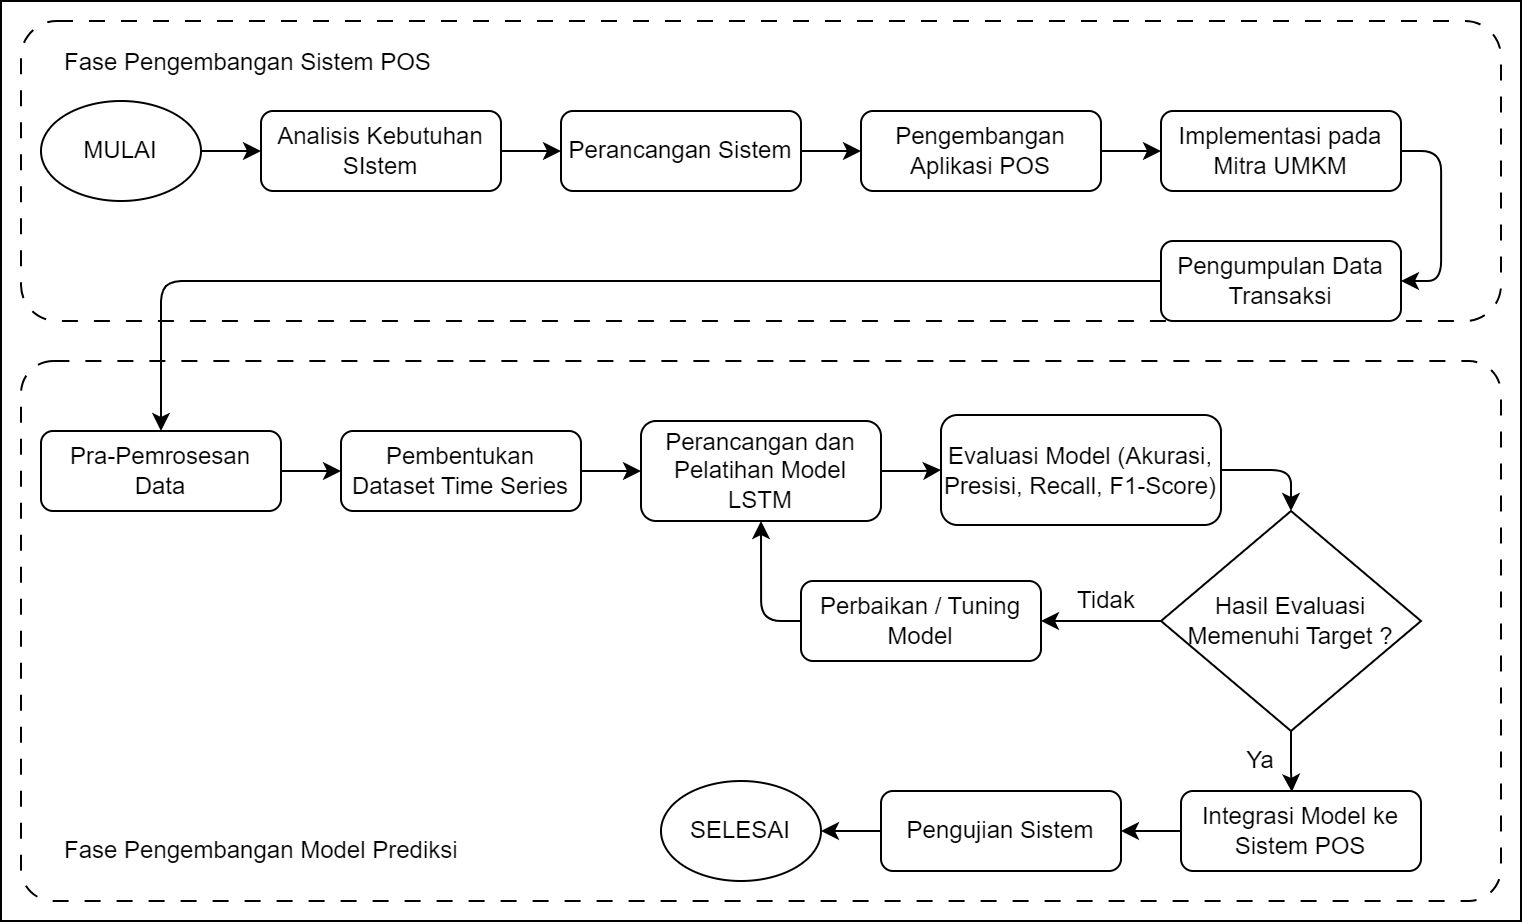 Fase Pengembangan Sistem POS
MULAI
Analisis Kebutuhan
SIstem
Perancangan Sistem
Pengembangan
Aplikasi POS
Implementasi pada
Mitra UMKM
Pengumpulan Data
Transaksi
Pra-Pemrosesan
Data
Pembentukan
Dataset Time Series
Perancangan dan
Pelatihan Model
LSTM
Evaluasi Model (Akurasi,
Presisi, Recall, F1-Score)
Hasil Evaluasi
Memenuhi Target ?
Tidak
Perbaikan / Tuning
Model
Ya
Integrasi Model ke
Sistem POS
Pengujian Sistem
SELESAI
Fase Pengembangan Model Prediksi